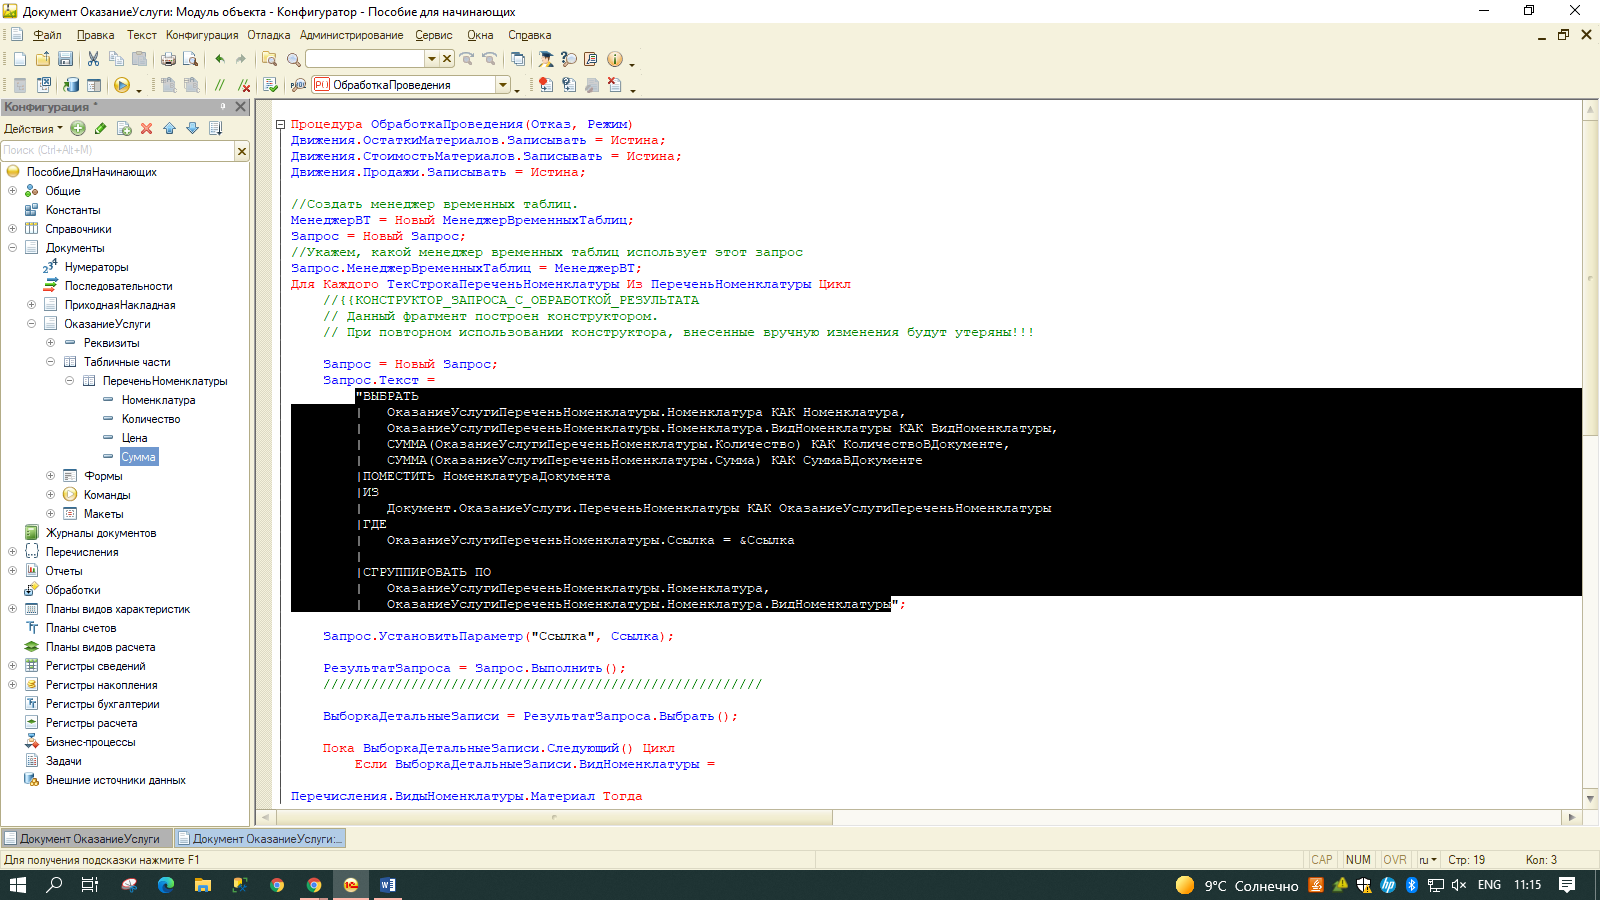 Документ ОказаниеУслуги: Модуль объекта - Конфигуратор - Пособие для начинающих
Файл Правка Текст Конфигурация Отладка Администрирование Сервис Окна Справка
ОбработкаПроведения
Конфигурация *
Действия
Поиск (Ctrl+Alt+M)
ПособиеДляНачинающих
Общие
Константы
Справочники
Документы
Нумераторы
Последовательности
ПриходнаяНакладная
ОказаниеУслуги
Реквизиты
Табличные части
ПереченьНоменклатуры
Номенклатура
Количество
Цена
Сумма
Формы
Команды
Макеты
Журналы документов
Перечисления
Отчеты
Обработки
Планы видов характеристик
Планы счетов
Планы видов расчета
Регистры сведений
Регистры накопления
Регистры бухгалтерии
Регистры расчета
Бизнес-процессы
Задачи
Внешние источники данных
Процедура ОбработкаПроведения(Отказ, Режим)
Движения.ОстаткиМатериалов.Записывать = Истина;
Движения.СтоимостьМатериалов.Записывать = Истина;
Движения.Продажи.Записывать = Истина;
//Создать менеджер временных таблиц.
МенеджерВТ = Новый МенеджерВременныхТаблиц;
Запрос = Новый Запрос;
//Укажем, какой менеджер временных таблиц использует этот запрос
Запрос.МенеджерВременныхТаблиц = МенеджерВТ;
Для Каждого ТекСтрокаПереченьНоменклатуры Из ПереченьНоменклатуры Цикл
//{{КОНСТРУКТОР_ЗАПРОСА_С_ОБРАБОТКОЙ_РЕЗУЛЬТАТА
// Данный фрагмент построен конструктором.
// При повторном использовании конструктора, внесенные вручную изменения будут утеряны!!!
Запрос = Новый Запрос;
Запрос.Текст =
"ВЫБРАТЬ
| ОказаниеУслугиПереченьНоменклатуры.Номенклатура КАК Номенклатура,
| ОказаниеУслугиПереченьНоменклатуры.Номенклатура.ВидНоменклатуры КАК ВидНоменклатуры,
| СУММА(ОказаниеУслугиПереченьНоменклатуры.Количество) КАК КоличествоВДокументе,
| СУММА(ОказаниеУслугиПереченьНоменклатуры.Сумма) КАК СуммаВДокументе
|ПОМЕСТИТЬ НоменклатураДокумента
|ИЗ
| Документ.ОказаниеУслуги.ПереченьНоменклатуры КАК ОказаниеУслугиПереченьНоменклатуры
|ГДЕ
| ОказаниеУслугиПереченьНоменклатуры.Ссылка = &Ссылка
|
|СГРУППИРОВАТЬ ПО
| ОказаниеУслугиПереченьНоменклатуры.Номенклатура,
| ОказаниеУслугиПереченьНоменклатуры.Номенклатура.ВидНоменклатуры";
Запрос.УстановитьПараметр("Ссылка", Ссылка);
РезультатЗапроса = Запрос.Выполнить();
///////////////////////////////////////////////////////
ВыборкаДетальныеЗаписи = РезультатЗапроса.Выбрать();
Пока ВыборкаДетальныеЗаписи.Следующий() Цикл
Если ВыборкаДетальныеЗаписи.ВидНоменклатуры =
Перечисления.ВидыНоменклатуры.Материал Тогда
Документ ОказаниеУслуги Документ ОказаниеУслуги:...
Для получения подсказки нажмите F1 CAP NUM OVR ru Стр: 19 Кол: 3
9°C Солнечно ENG 11:15